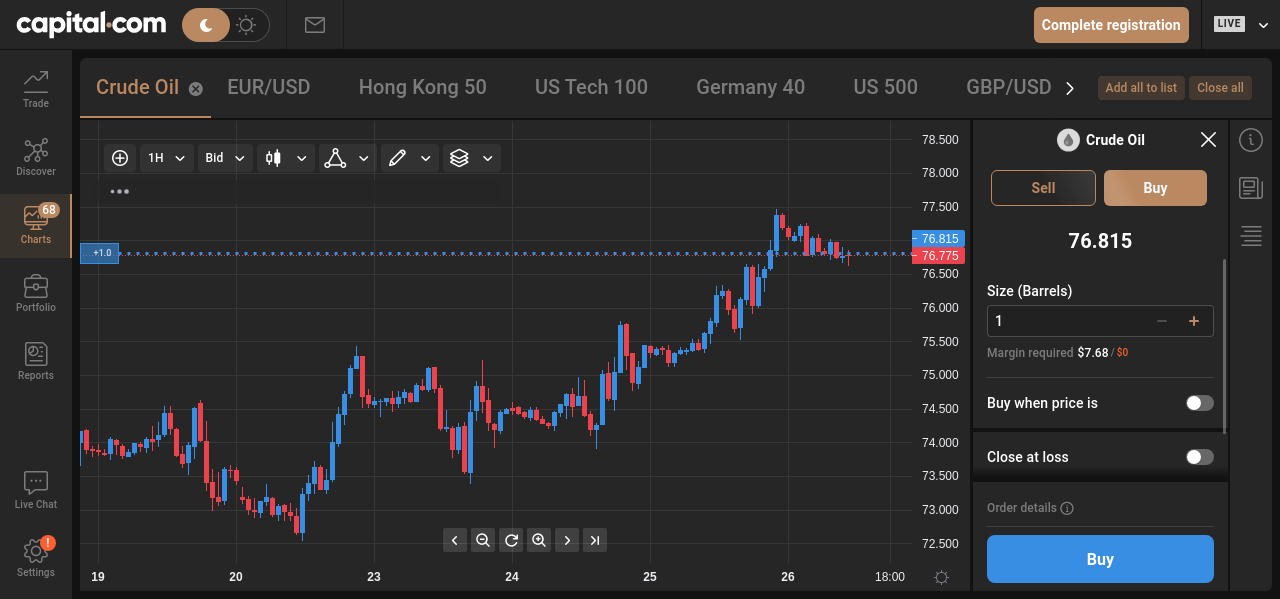 capital.com
Complete registration
LIVE
Trade
Discover
68
Charts
Portfolio
Reports
Live Chat
!
Settings
Crude Oil
EUR/USD
Hong Kong 50
US Tech 100
Germany 40
US 500
GBP/USD
Add all to list
Close all
1H
Bid
+1.0
78.500
78.000
77.500
76.815
76.775
76.500
76.000
75.500
75.000
74.500
74.000
73.500
73.000
72.500
19
20
23
24
25
26
18:00
Crude Oil
Sell
Buy
76.815
Size (Barrels)
1
Margin required $7.68 / $0
Buy when price is
Close at loss
Order details
Buy